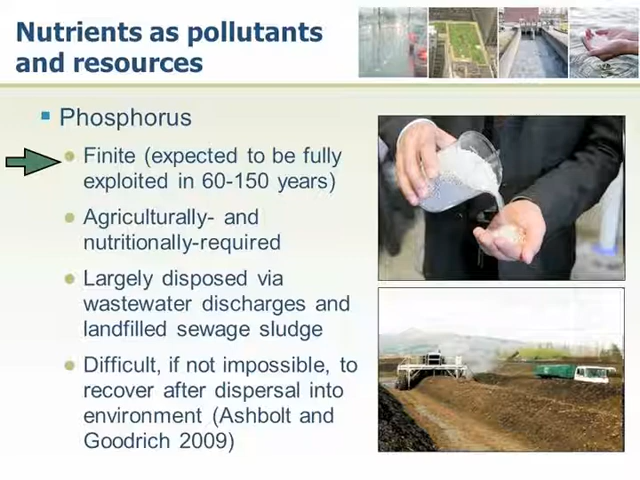 Nutrients as pollutants
and resources
Phosphorus
Finite (expected to be fully
exploited in 60-150 years)
Agriculturally- and
nutritionally-required
Largely disposed via
wastewater discharges and
landfilled sewage sludge
Difficult, if not impossible, to
recover after dispersal into
environment (Ashbolt and
Goodrich 2009)